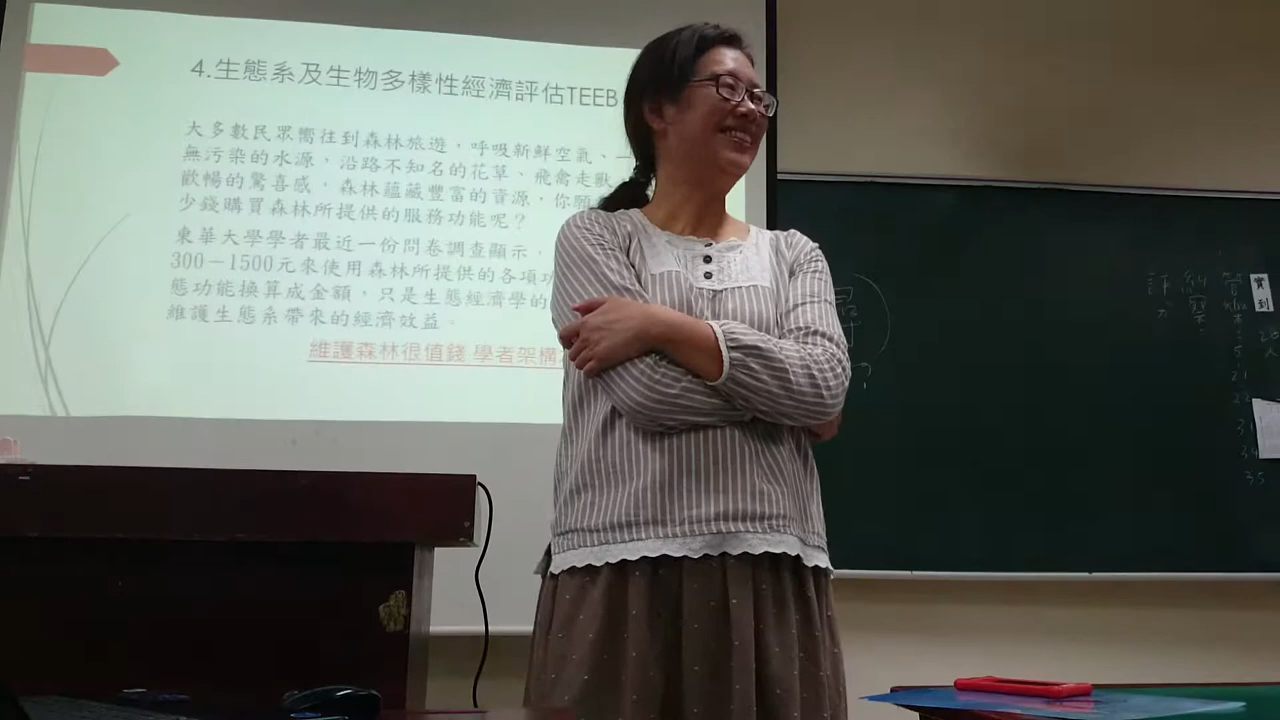 4.生態系及生物多樣性經濟評估TEEB
大多數民眾嚮往到森林旅遊，呼吸新鮮空氣、一
無污染的水源，沿路不知名的花草、飛禽走獸
歡暢的驚喜感，森林蘊藏豐富的資源，你願
少錢購買森林所提供的服務功能呢？
東華大學學者最近一份問卷調查顯示，
300－1500元來使用森林所提供的各項功
態功能換算成金額，只是生態經濟學的
維護生態系帶來的經濟效益。
維護森林很值錢 學者架構
實到